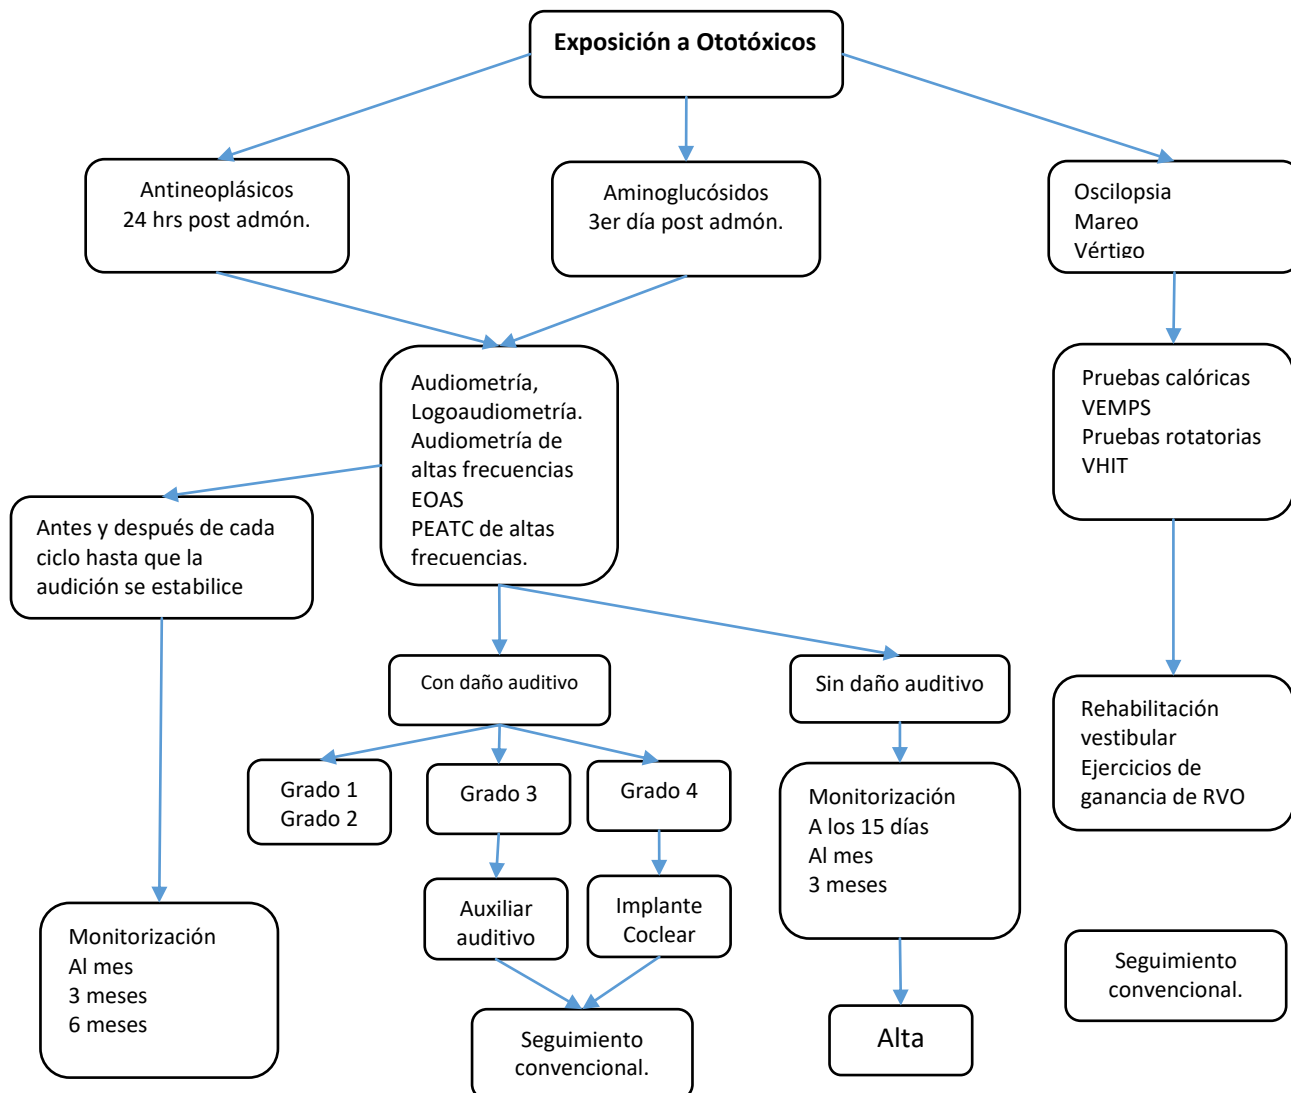 Exposición a Ototóxicos
Antineoplásicos
24 hrs post admón.
Aminoglucósidos
3er día post admón.
Oscilopsia
Mareo
Vértigo
Audiometría,
Logoaudiometría.
Audiometría de
altas frecuencias
EOAS
PEATC de altas
frecuencias.
Pruebas calóricas
VEMPS
Pruebas rotatorias
VHIT
Antes y después de cada
ciclo hasta que la
audición se estabilice
Con daño auditivo
Sin daño auditivo
Rehabilitación
vestibular
Ejercicios de
ganancia de RVO
Grado 1
Grado 2
Grado 3
Grado 4
Monitorización
A los 15 días
Al mes
3 meses
Auxiliar
auditivo
Implante
Coclear
Monitorización
Al mes
3 meses
6 meses
Seguimiento
convencional.
Alta
Seguimiento
convencional.